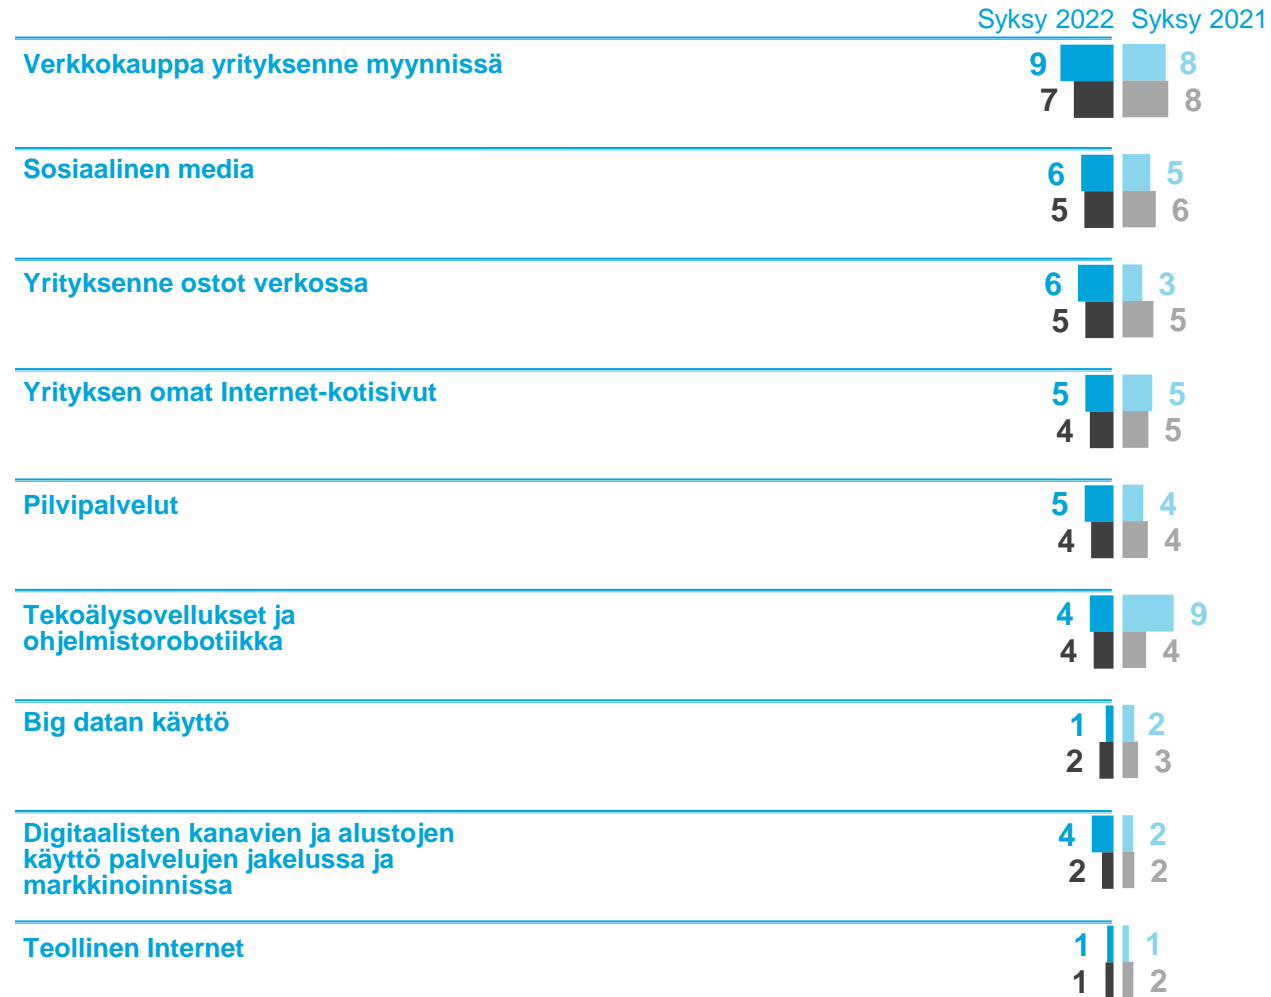 Syksy 2022 Syksy 2021
Verkkokauppa yrityksenne myynnissä 9 8
7 8
Sosiaalinen media 6 5
5 6
Yrityksenne ostot verkossa 6 3
5 5
Yrityksen omat Internet-kotisivut 5 5
4 5
Pilvipalvelut 5 4
4 4
Tekoälysovellukset ja 4 9
ohjelmistorobotiikka
4 4
Big datan käyttö 1 2
2 3
Digitaalisten kanavien ja alustojen 4 2
käyttö palvelujen jakelussa ja
markkinoinnissa
2 2
Teollinen Internet 1 1
1 2